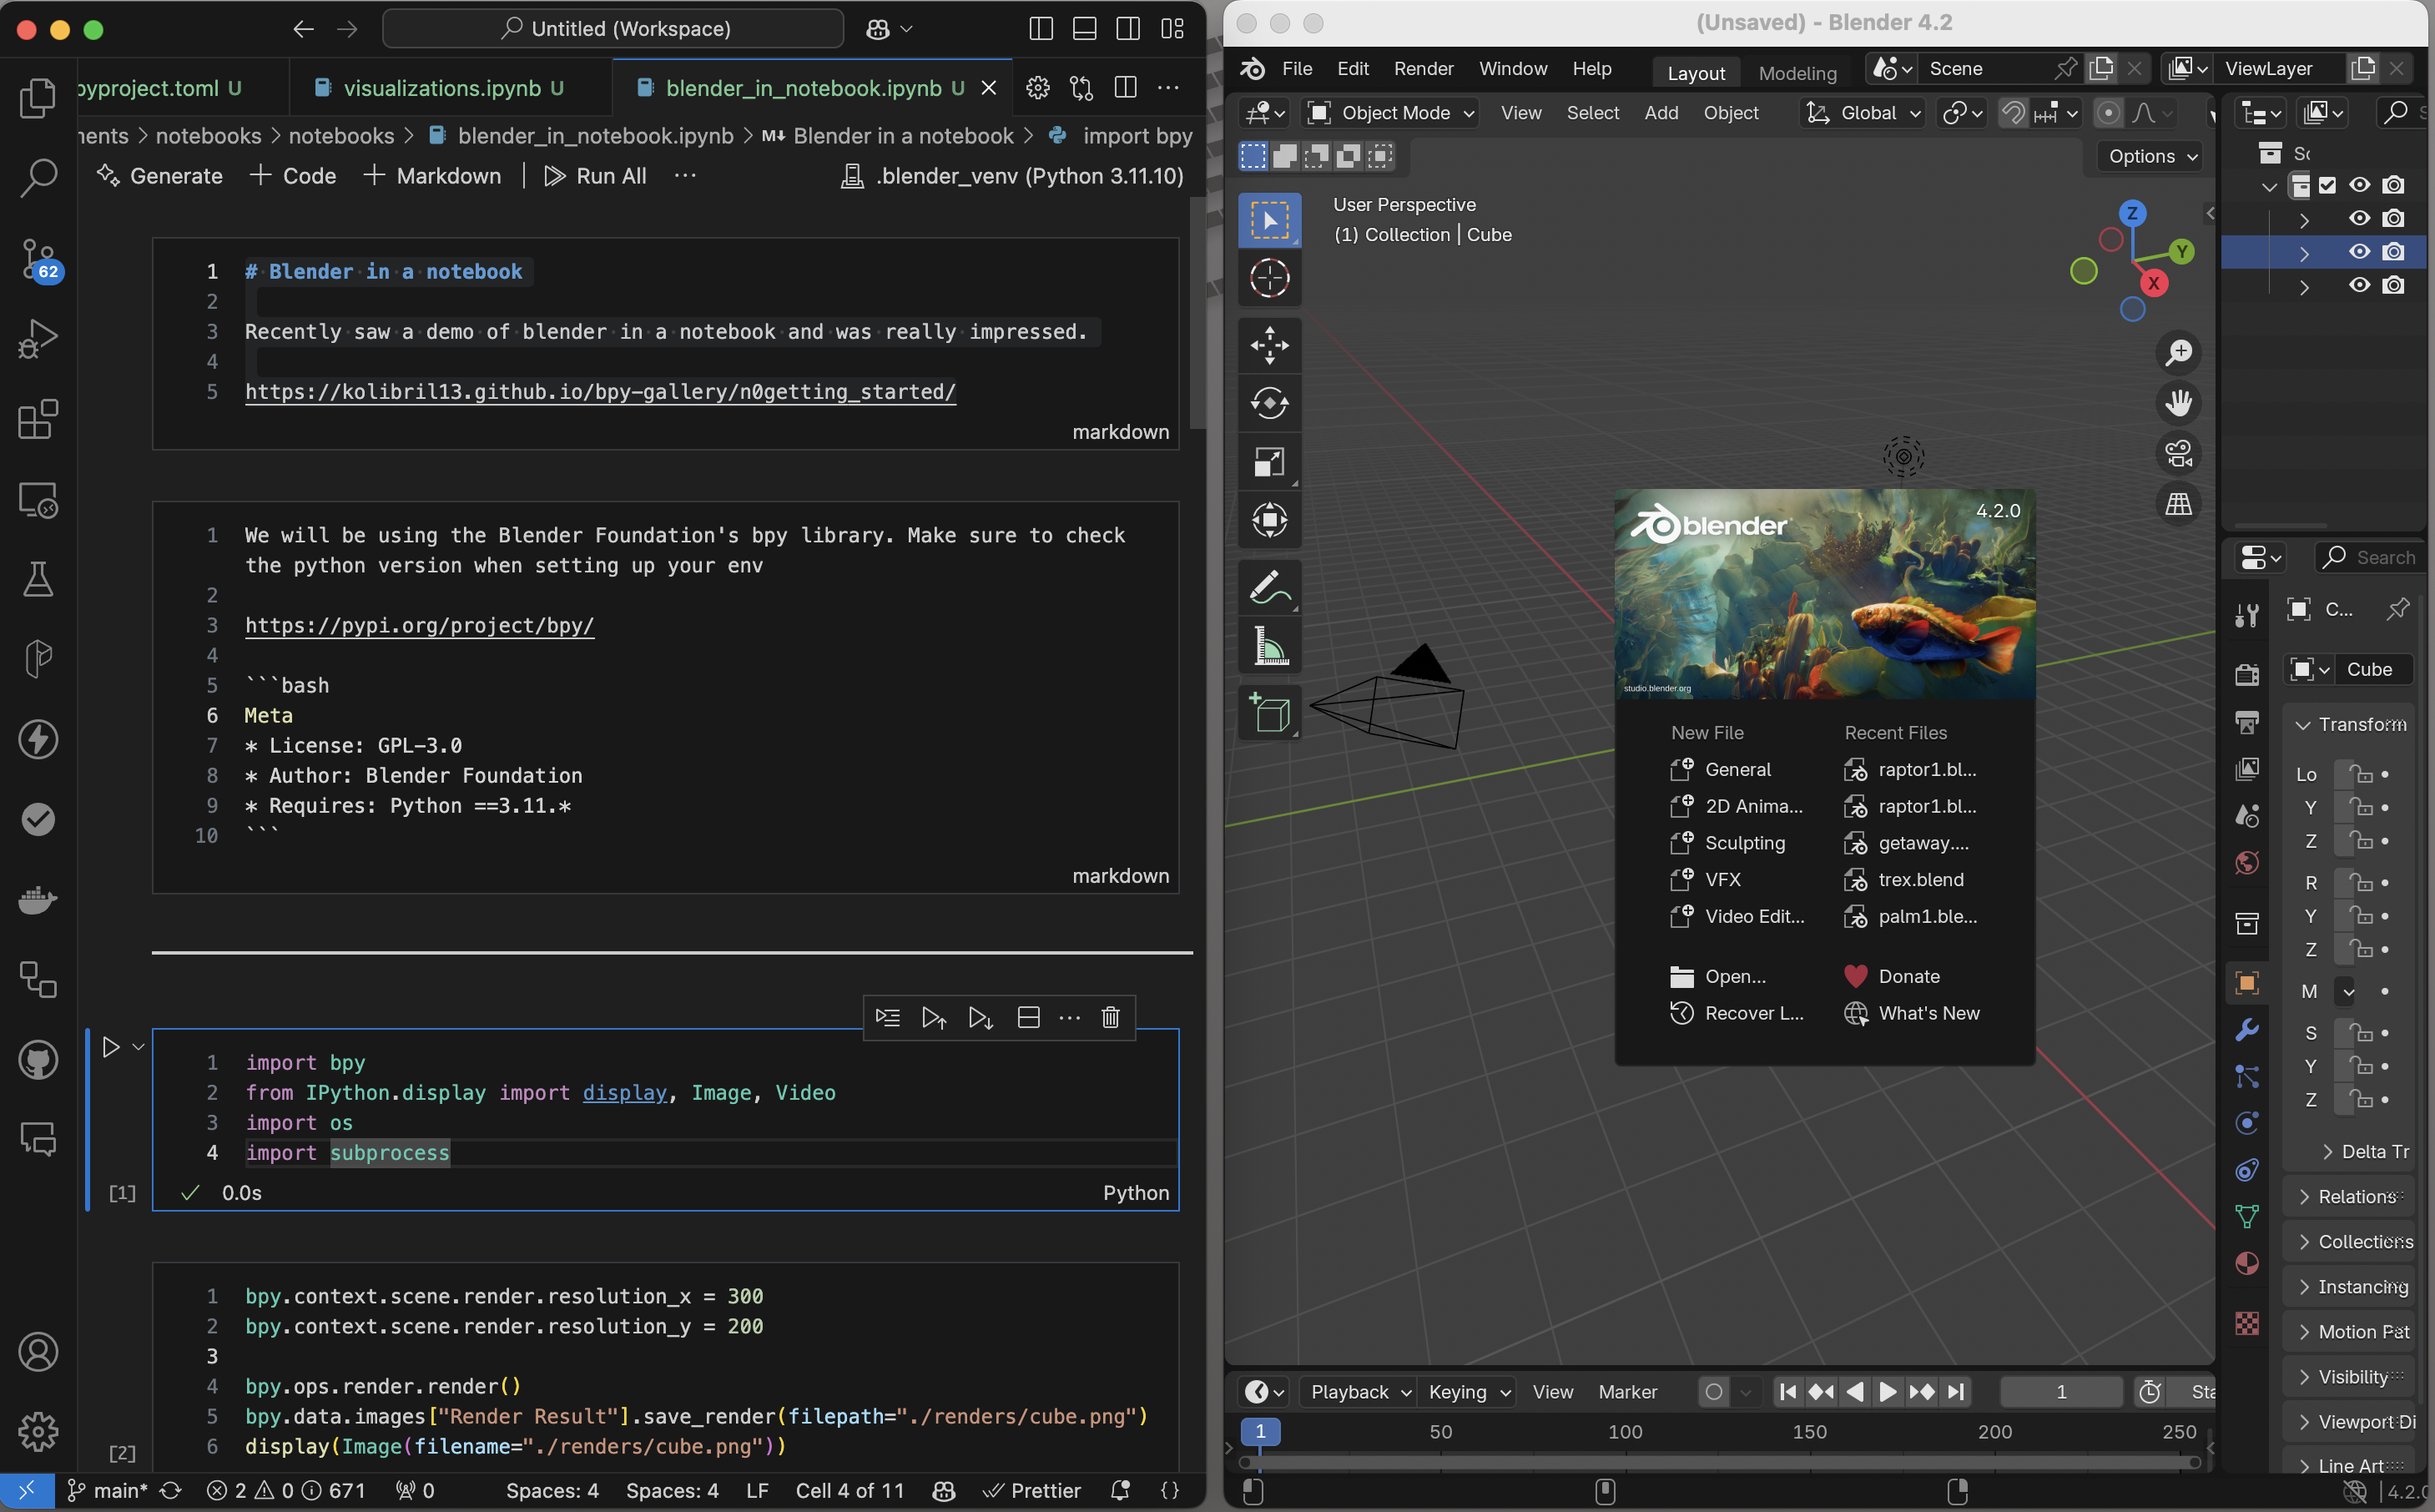 Untitled (Workspace)
pyproject.toml U
visualizations.ipynb U
blender_in_notebook.ipynb U
nents > notebooks > notebooks > blender_in_notebook.ipynb > M↓ Blender in a notebook > import bpy
Generate
+ Code
+ Markdown
Run All
...
.blender_venv (Python 3.11.10)
62
1 # Blender in a notebook
2
3 Recently saw a demo of blender in a notebook and was really impressed.
4
5 https://kolibril13.github.io/bpy-gallery/n0getting_started/
markdown
1 We will be using the Blender Foundation's bpy library. Make sure to check
the python version when setting up your env
2
3 https://pypi.org/project/bpy/
4
5 ```bash
6 Meta
7 * License: GPL-3.0
8 * Author: Blender Foundation
9 * Requires: Python ==3.11.*
10 ```
markdown
1 import bpy
2 from IPython.display import display, Image, Video
3 import os
4 import subprocess
[1] 0.0s Python
1 bpy.context.scene.render.resolution_x = 300
2 bpy.context.scene.render.resolution_y = 200
3
4 bpy.ops.render.render()
5 bpy.data.images["Render Result"].save_render(filepath="./renders/cube.png")
6 display(Image(filename="./renders/cube.png"))
[2]
main* 2 0 671 0 Spaces: 4 Spaces: 4 LF Cell 4 of 11 Prettier {}
(Unsaved) - Blender 4.2
File Edit Render Window Help Layout Modeling Scene ViewLayer
Object Mode View Select Add Object Global
Options
User Perspective
(1) Collection | Cube
Z
Y
X
blender
4.2.0
studio.blender.org
New File
General
2D Anima...
Sculpting
VFX
Video Edit...
Open...
Recover L...
Recent Files
raptor1.bl...
raptor1.bl...
getaway....
trex.blend
palm1.ble...
Donate
What's New
Sc
Search
C...
Cube
Transform
Lo
Y
Z
R
Y
Z
M
S
Y
Z
Delta Tr
Relations
Collections
Instancing
Motion Pat
Visibility
Viewport Di
Line Art
Playback Keying View Marker 1 Sta
1 50 100 150 200 250
4.2.0